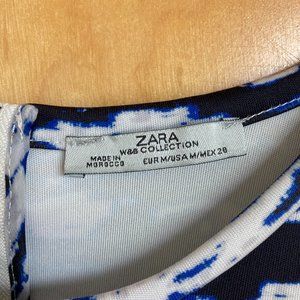 ZARA
W&B COLLECTION
MADE IN
MOROCCO
EUR M/USA M/MEX 28